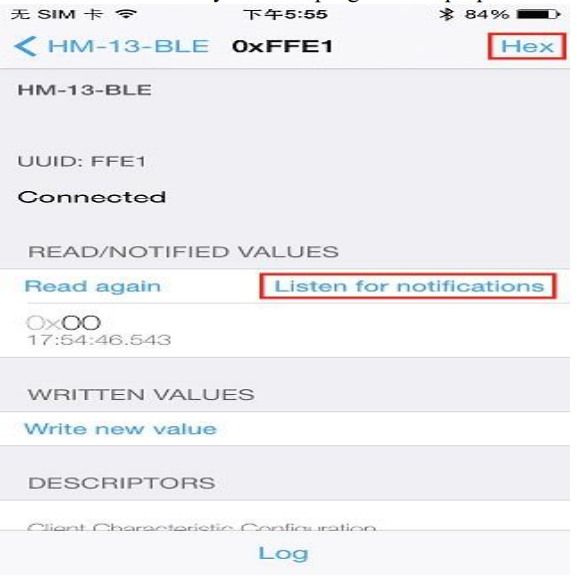 无 SIM 卡 下午5:55 84%
HM-13-BLE 0xFFE1 Hex
HM-13-BLE
UUID: FFE1
Connected
READ/NOTIFIED VALUES
Read again Listen for notifications
0x00
17:54:46.543
WRITTEN VALUES
Write new value
DESCRIPTORS
Client Characteristic Configuration
Log